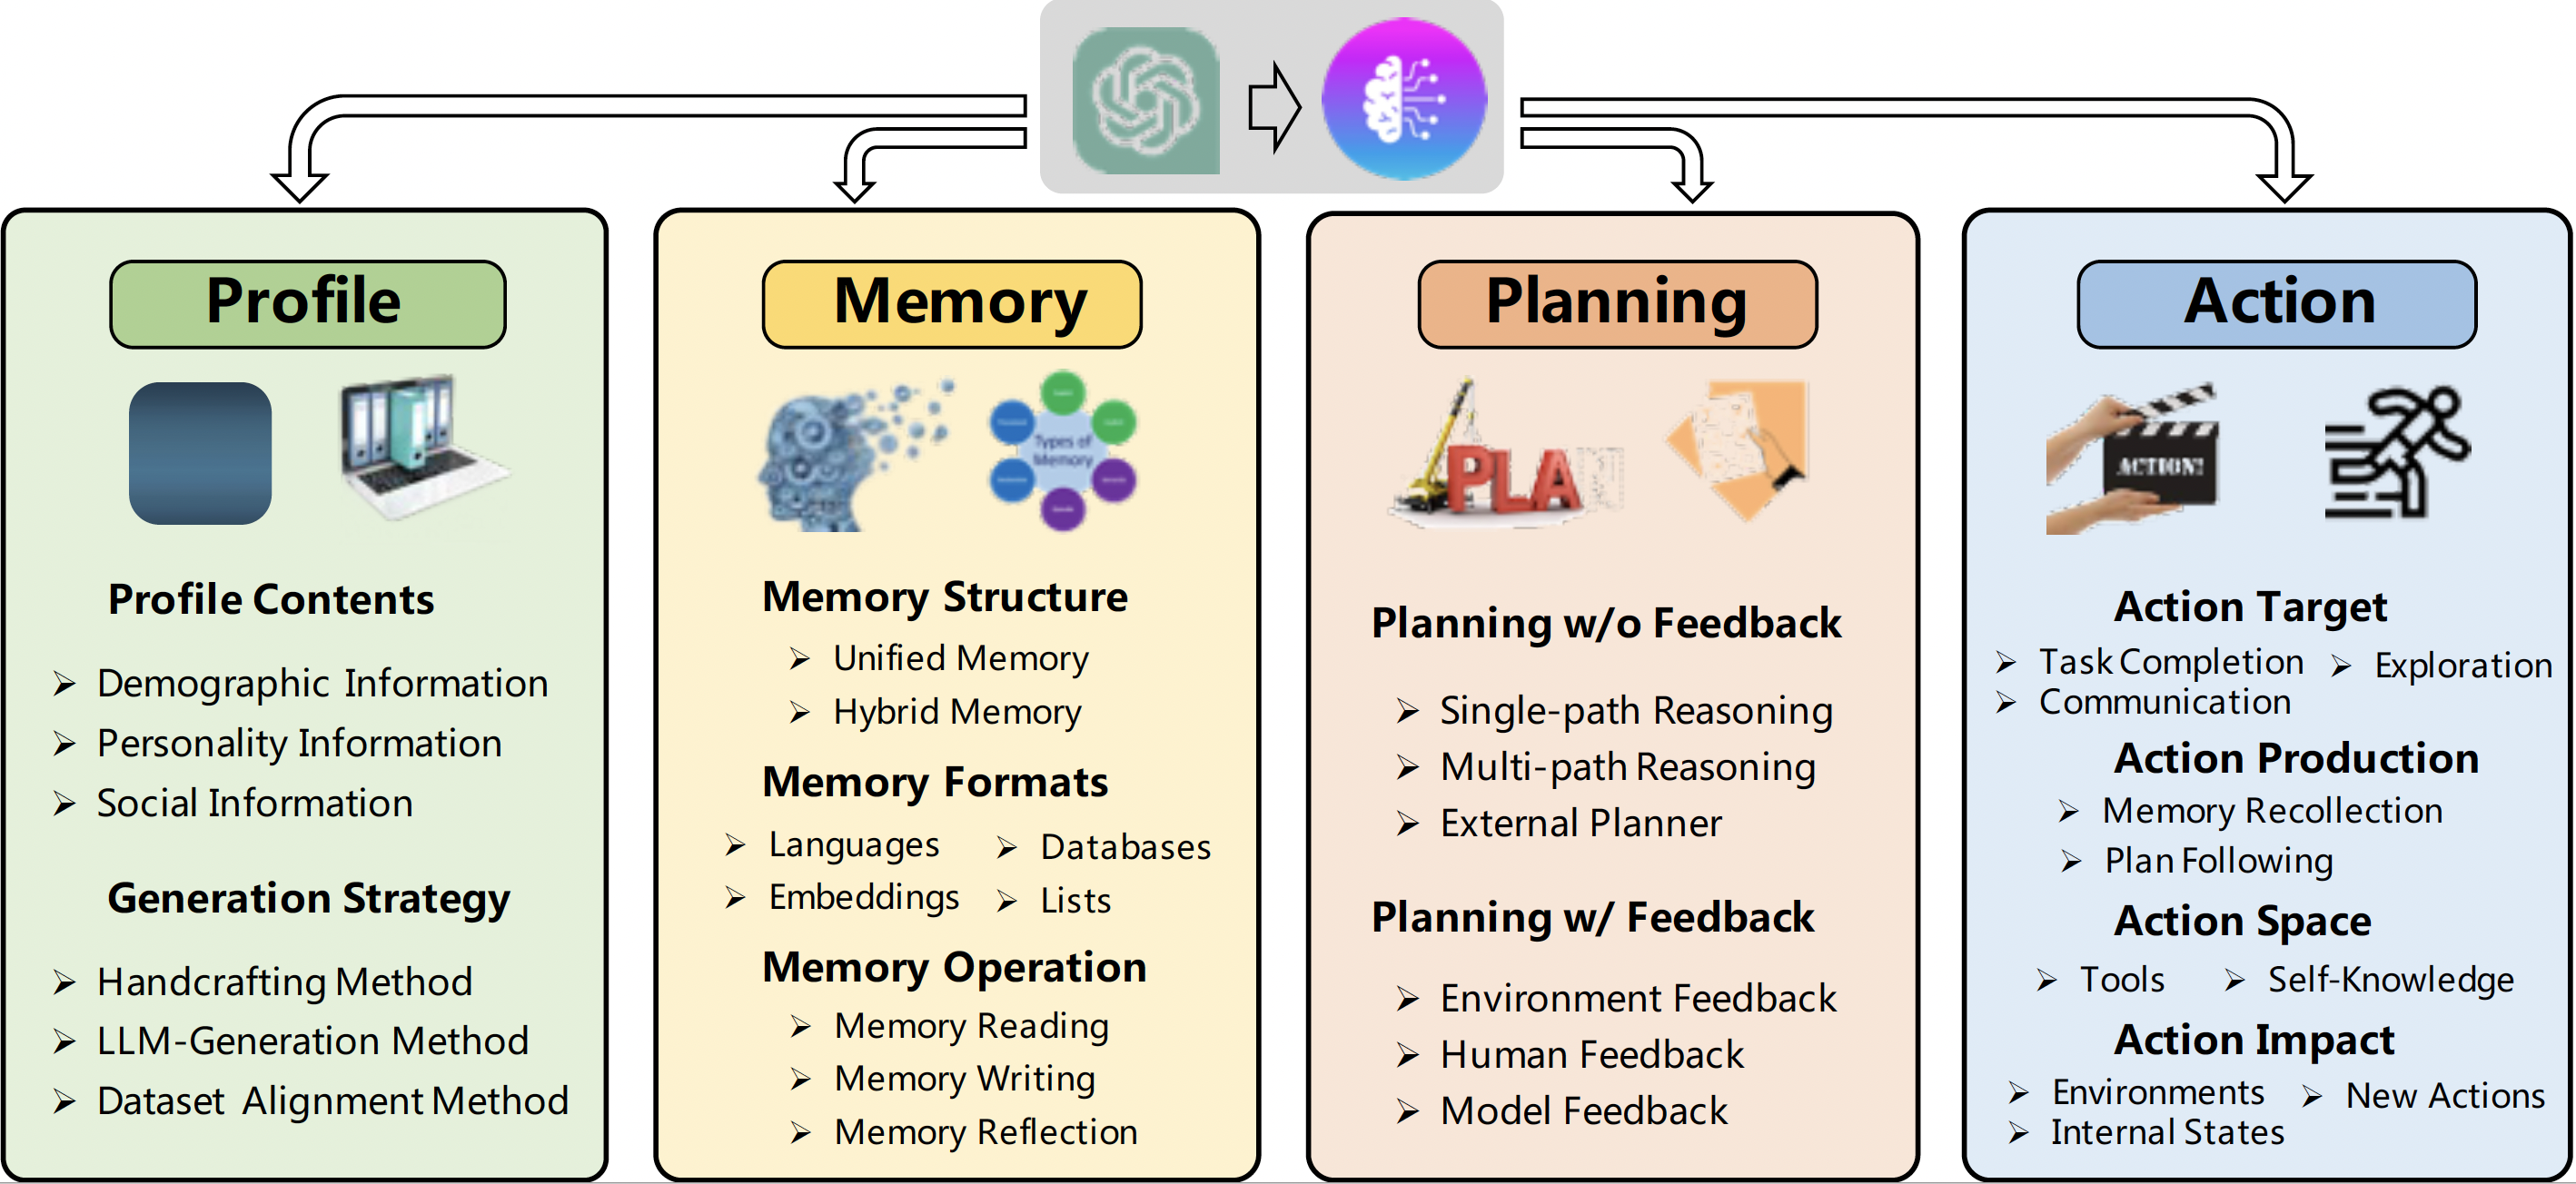 Profile
Profile Contents
Demographic Information
Personality Information
Social Information
Generation Strategy
Handcrafting Method
LLM-Generation Method
Dataset Alignment Method
Memory
Types of
Memory
Memory Structure
Unified Memory
Hybrid Memory
Memory Formats
Languages
Databases
Embeddings
Lists
Memory Operation
Memory Reading
Memory Writing
Memory Reflection
Planning
PLA
Planning w/o Feedback
Single-path Reasoning
Multi-path Reasoning
External Planner
Planning w/ Feedback
Environment Feedback
Human Feedback
Model Feedback
Action
ACTION!
Action Target
Task Completion
Exploration
Communication
Action Production
Memory Recollection
Plan Following
Action Space
Tools
Self-Knowledge
Action Impact
Environments
New Actions
Internal States